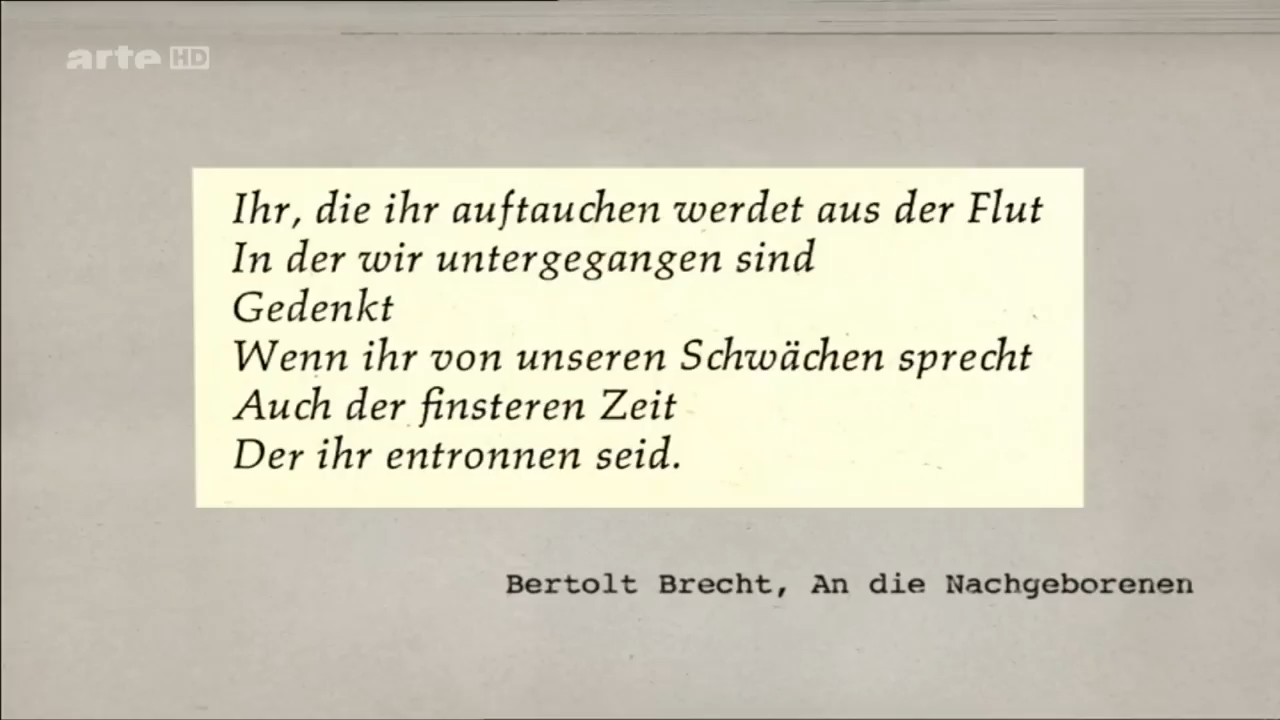 arte HD
Ihr, die ihr auftauchen werdet aus der Flut
In der wir untergegangen sind
Gedenkt
Wenn ihr von unseren Schwächen sprecht
Auch der finsteren Zeit
Der ihr entronnen seid.
Bertolt Brecht, An die Nachgeborenen